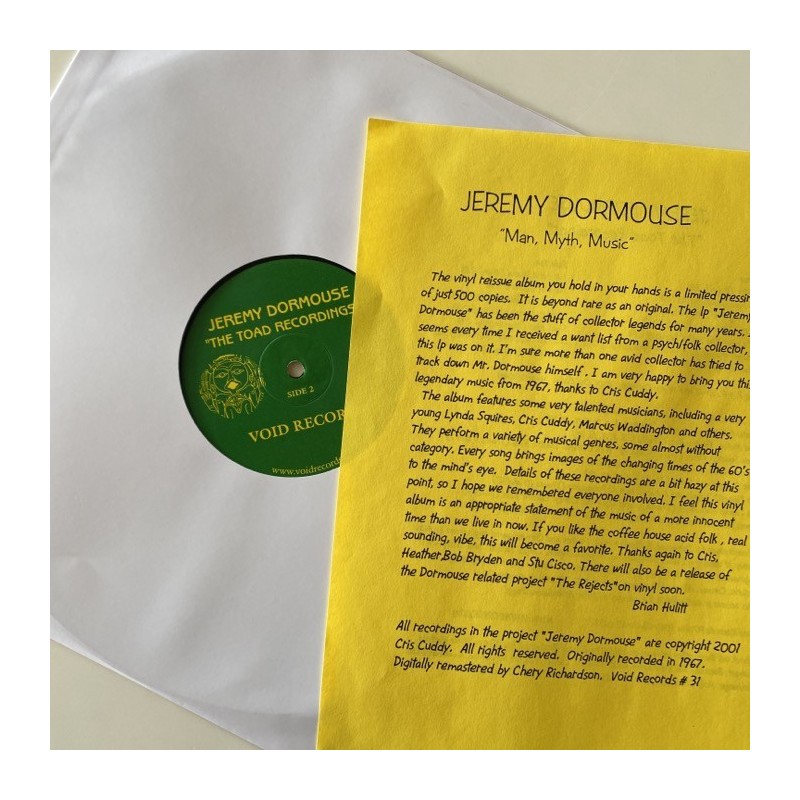 JEREMY DORMOUSE
"THE TOAD RECORDINGS
SIDE 2
VOID RECOR
www.voidrecord
JEREMY DORMOUSE
"Man, Myth, Music"
The vinyl reissue album you hold in your hands is a limited pressin
of just 500 copies. It is beyond rare as an original. The lp "Jeremy
Dormouse" has been the stuff of collector legends for many years.
seems every time I received a want list from a psych/folk collector,
this lp was on it. I'm sure more than one avid collector has tried to
track down Mr. Dormouse himself . I am very happy to bring you this
legendary music from 1967, thanks to Cris Cuddy.
The album features some very talented musicians, including a very
young Lynda Squires, Cris Cuddy, Marcus Waddington and others.
They perform a variety of musical genres, some almost without
category. Every song brings images of the changing times of the 60's
to the mind's eye. Details of these recordings are a bit hazy at this
point, so I hope we remembered everyone involved. I feel this vinyl
album is an appropriate statement of the music of a more innocent
time than we live in now. If you like the coffee house acid folk , real
sounding, vibe, this will become a favorite. Thanks again to Cris,
Heather,Bob Bryden and Stu Cisco. There will also be a release of
the Dormouse related project "The Rejects"on vinyl soon.
Brian Hulitt
All recordings in the project "Jeremy Dormouse" are copyright 2001
Cris Cuddy. All rights reserved. Originally recorded in 1967.
Digitally remastered by Chery Richardson. Void Records # 31